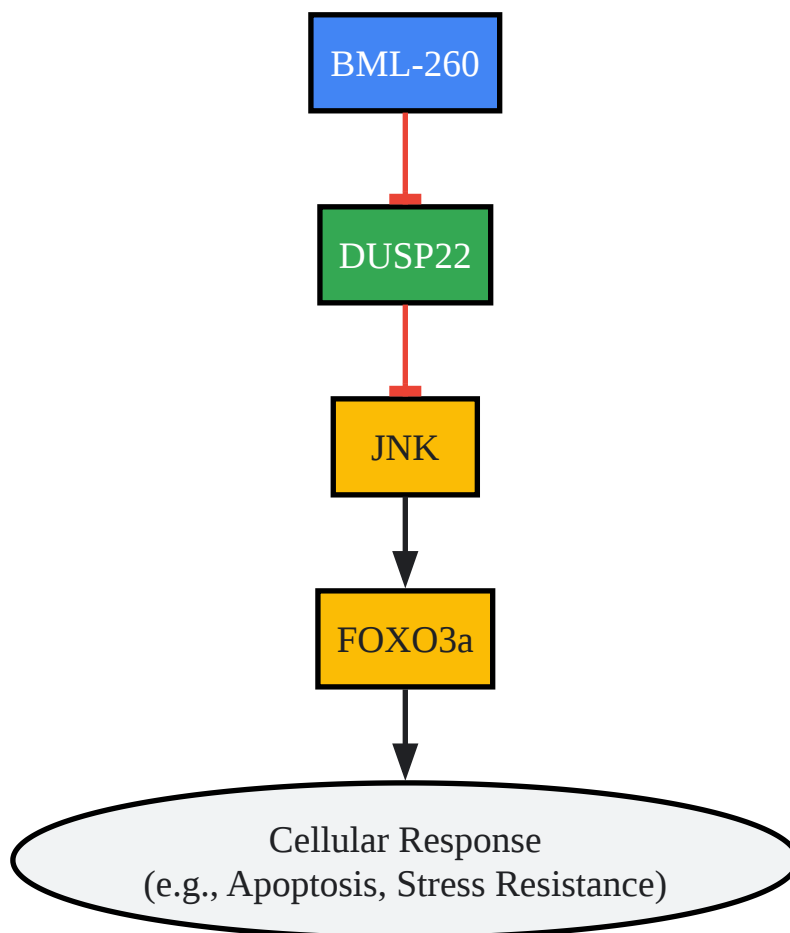 BML-260
DUSP22
JNK
FOXO3a
Cellular Response
(e.g., Apoptosis, Stress Resistance)